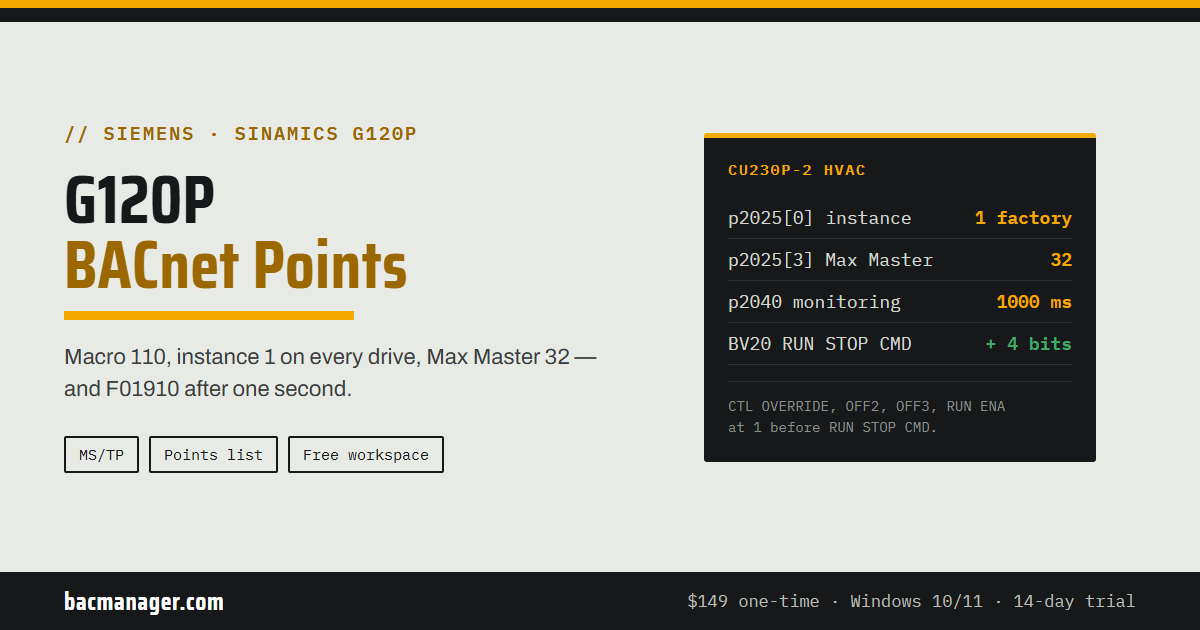 // SIEMENS · SINAMICS G120P
G120P
BACnet Points
Macro 110, instance 1 on every drive, Max Master 32 —
and F01910 after one second.
MS/TP
Points list
Free workspace
CU230P-2 HVAC
p2025[0] instance 1 factory
p2025[3] Max Master 32
p2040 monitoring 1000 ms
BV20 RUN STOP CMD + 4 bits
CTL OVERRIDE, OFF2, OFF3, RUN ENA
at 1 before RUN STOP CMD.
bacmanager.com
$149 one-time · Windows 10/11 · 14-day trial